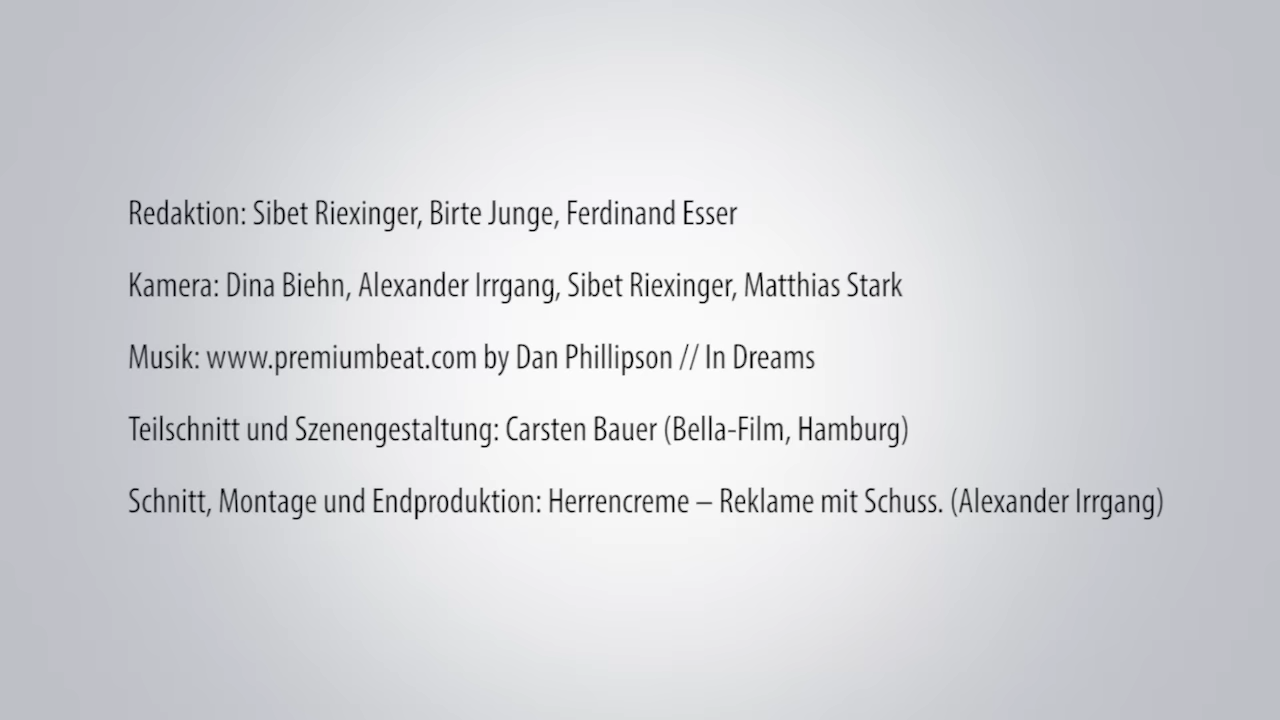 Redaktion: Sibet Riexinger, Birte Junge, Ferdinand Esser
Kamera: Dina Biehn, Alexander Irrgang, Sibet Riexinger, Matthias Stark
Musik: www.premiumbeat.com by Dan Phillipson // In Dreams
Teilschnitt und Szenengestaltung: Carsten Bauer (Bella-Film, Hamburg)
Schnitt, Montage und Endproduktion: Herrencreme – Reklame mit Schuss. (Alexander Irrgang)